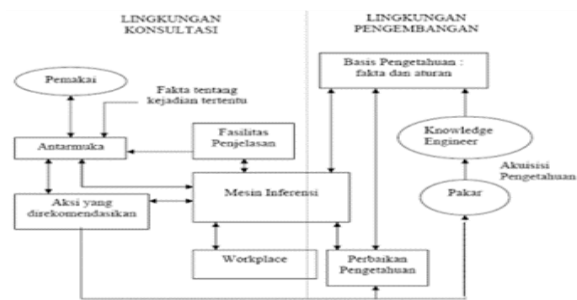 LINGKUNGAN
KONSULTASI
LINGKUNGAN
PENGEMBANGAN
Pemakai
Fakta tentang
kejadian tertentu
Basis Pengetahuan :
fakta dan aturan
Antarmuka
Fasilitas
Penjelasan
Knowledge
Engineer
Akuisisi
Pengetahuan
Aksi yang
direkomendasikan
Mesin Inferensi
Pakar
Workplace
Perbaikan
Pengetahuan